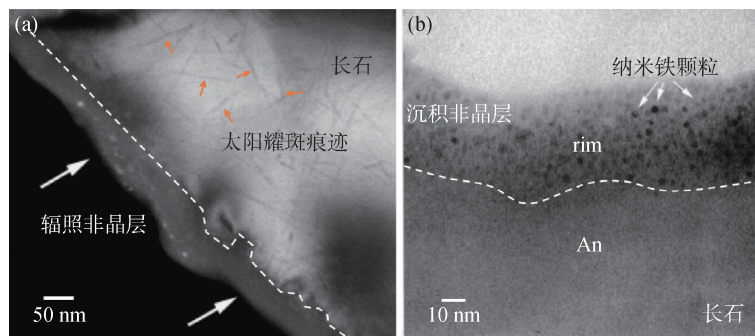 (a)
长石
太阳耀斑痕迹
辐照非晶层
50 nm
(b)
纳米铁颗粒
沉积非晶层
rim
An
10 nm
长石